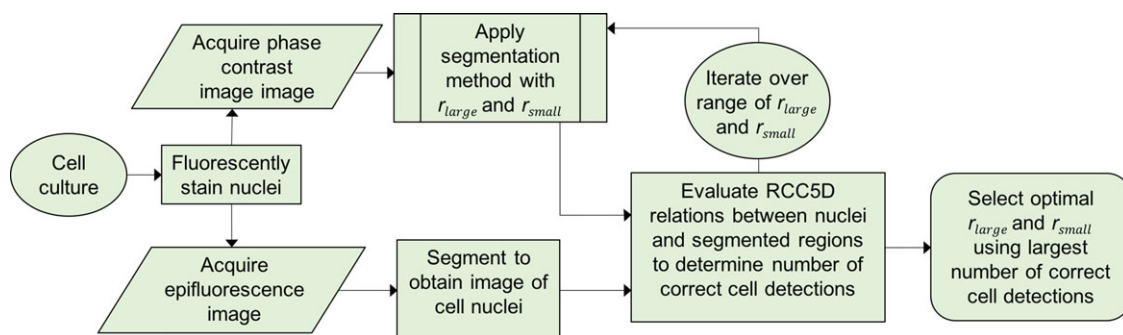 Acquire phase
contrast
image image
Apply
segmentation
method with
r_large and r_small
Iterate over
range of r_large
and r_small
Cell
culture
Fluorescently
stain nuclei
Evaluate RCC5D
relations between nuclei
and segmented regions
to determine number of
correct cell detections
Select optimal
r_large and r_small
using largest
number of correct
cell detections
Acquire
epifluorescence
image
Segment to
obtain image of
cell nuclei